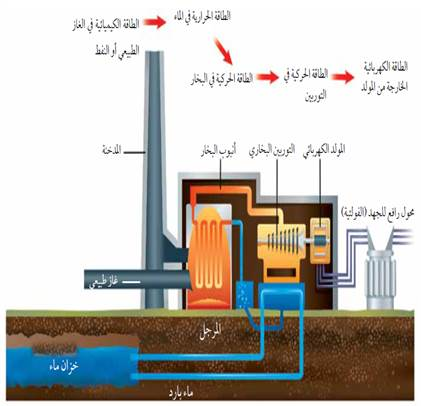 الطاقة الكيميائية في الغاز
الطبيعي أو النفط
الطاقة الحرارية في الماء
الطاقة الحركية في البخار
الطاقة الحركية في
التوربين
الطاقة الكهربائية
الخارجة من المولد
المدخنة
أنبوب البخار
التوربين البخاري
المولد الكهربائي
محول رافع للجهد (الفولتية)
غاز طبيعي
المرجل
خزان ماء
ماء بارد